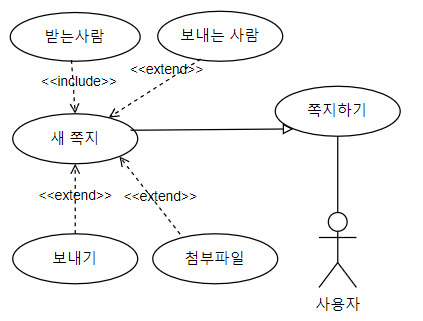 받는사람
보내는 사람
<<include>>
<<extend>>
쪽지하기
새 쪽지
<<extend>>
<<extend>>
보내기
첨부파일
사용자